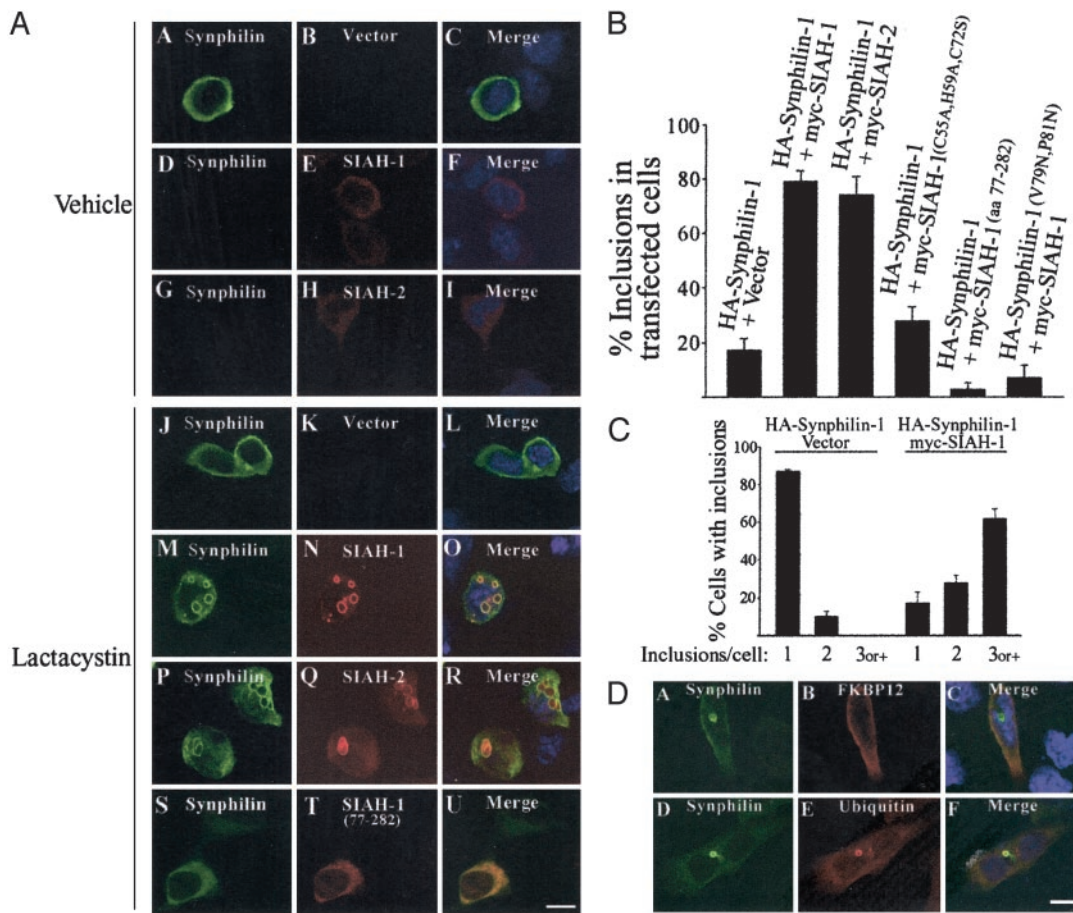 A
Vehicle
A Synphilin
B Vector
C Merge
D Synphilin
E SIAH-1
F Merge
G Synphilin
H SIAH-2
I Merge
Lactacystin
J Synphilin
K Vector
L Merge
M Synphilin
N SIAH-1
O Merge
P Synphilin
Q SIAH-2
R Merge
S Synphilin
T SIAH-1
(77-282)
U Merge
B
% Inclusions in
transfected cells
100
80
60
40
20
HA-Synphilin-1
+ Vector
HA-Synphilin-1
+ myc-SIAH-1
HA-Synphilin-1
+ myc-SIAH-2
HA-Synphilin-1
+ myc-SIAH-1(C55A,H59A,C72S)
HA-Synphilin-1
+ myc-SIAH-1(aa 77-282)
HA-Synphilin-1(V79N,P81N)
+ myc-SIAH-1
C
% Cells with inclusions
100
80
60
40
20
HA-Synphilin-1
Vector
HA-Synphilin-1
myc-SIAH-1
Inclusions/cell: 1 2 3or+ 1 2 3or+
D
A Synphilin
B FKBP12
C Merge
D Synphilin
E Ubiquitin
F Merge